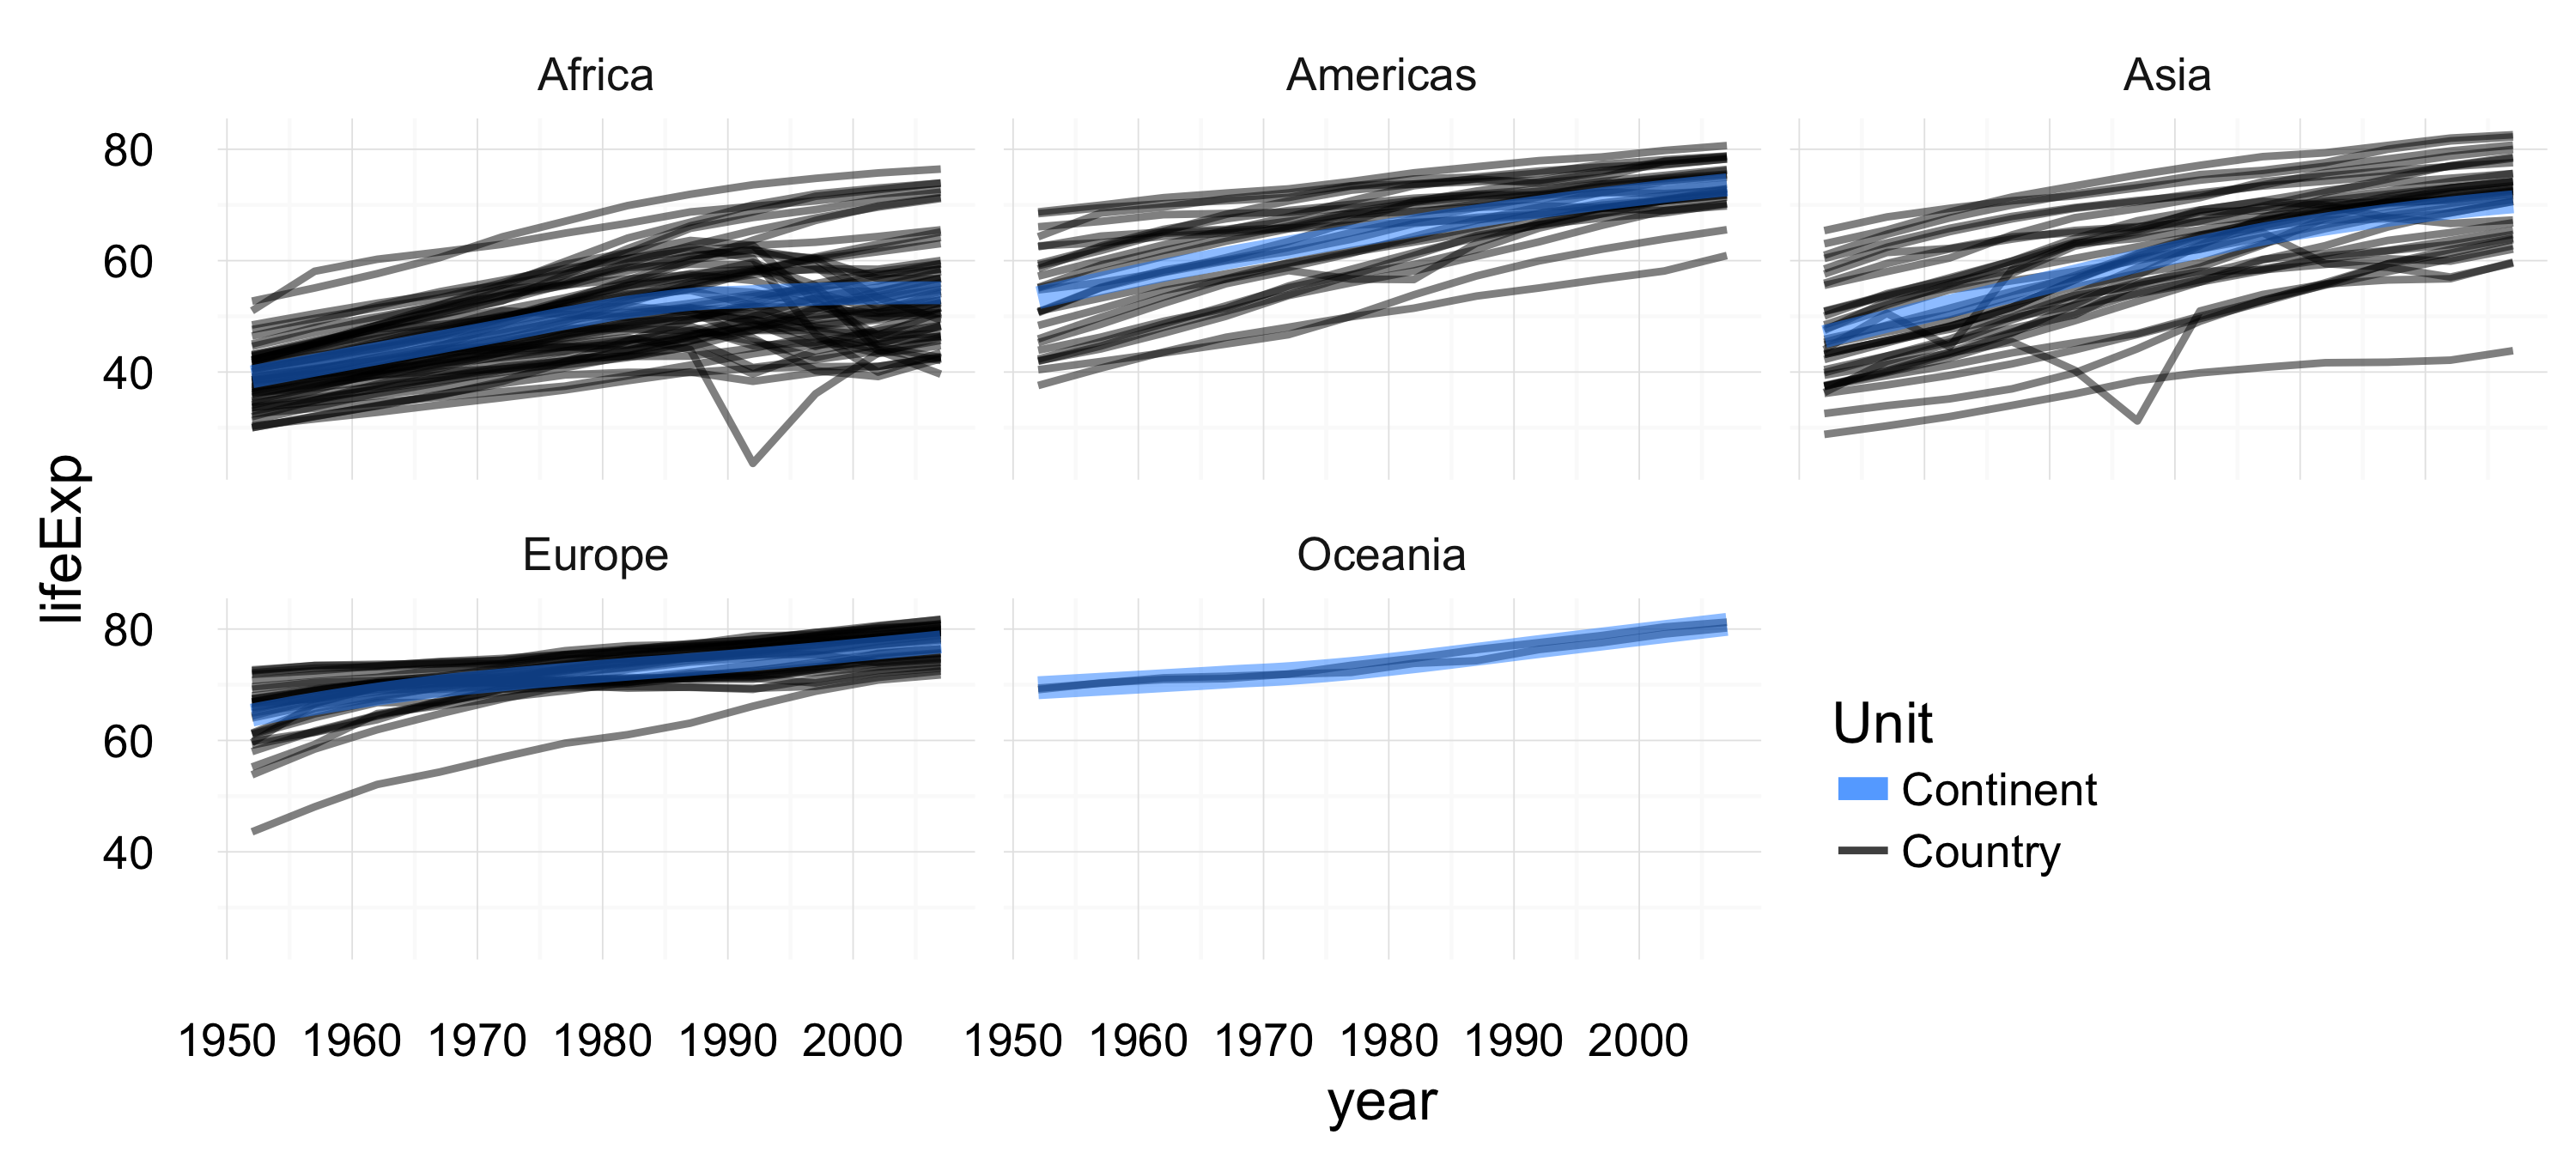 Africa Americas Asia
80
60
40
lifeExp
Europe Oceania
80
60
40
Unit
Continent
Country
1950 1960 1970 1980 1990 2000 1950 1960 1970 1980 1990 2000
year